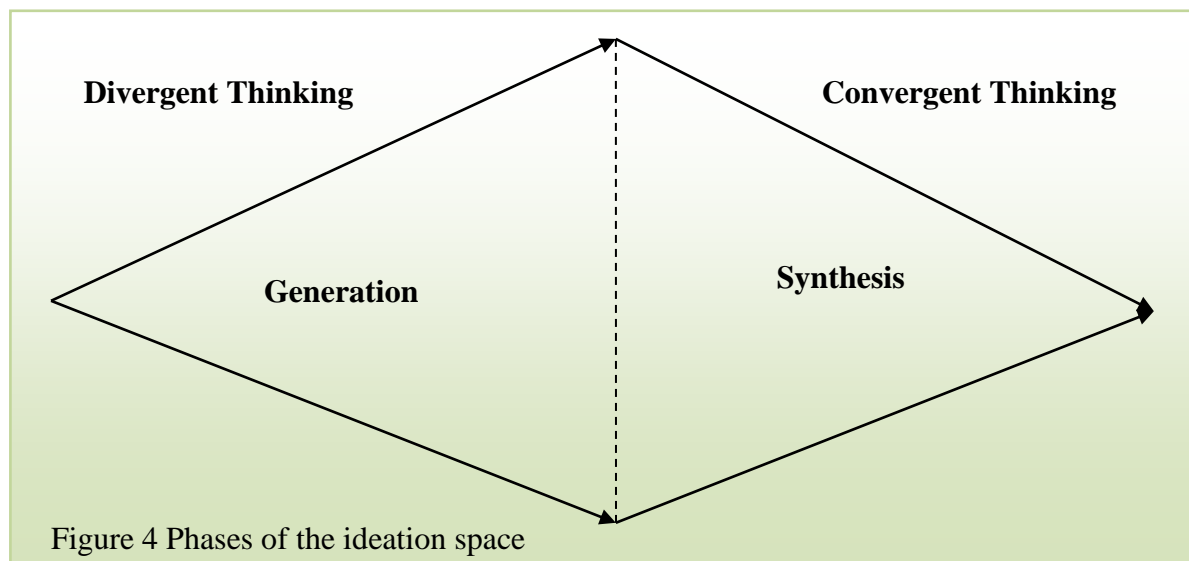 Divergent Thinking
Convergent Thinking
Generation
Synthesis
Figure 4 Phases of the ideation space